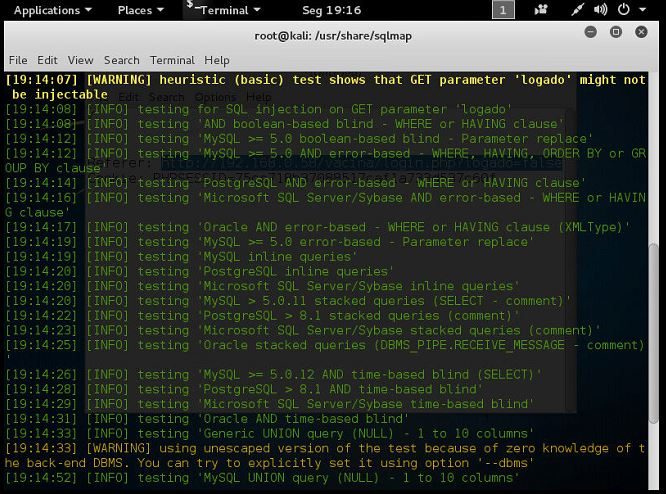 Applications Places Terminal Seg 19:16 1
root@kali: /usr/share/sqlmap
File Edit View Search Terminal Help
[19:14:07] [WARNING] heuristic (basic) test shows that GET parameter 'logado' might not
be injectable
Edit Search Options Help
[19:14:08] [INFO] testing for SQL injection on GET parameter 'logado'
[19:14:08] [INFO] testing 'AND boolean-based blind - WHERE or HAVING clause'
[19:14:12] [INFO] testing 'MySQL >= 5.0 boolean-based blind - Parameter replace'
[19:14:12] [INFO] testing 'MySQL >= 5.0 AND error-based - WHERE, HAVING, ORDER BY or GR
OUP BY clause'
[19:14:14] [INFO] testing 'PostgreSQL AND error-based - WHERE or HAVING clause'
[19:14:16] [INFO] testing 'Microsoft SQL Server/Sybase AND error-based - WHERE or HAVIN
G clause'
[19:14:17] [INFO] testing 'Oracle AND error-based - WHERE or HAVING clause (XMLType)'
[19:14:19] [INFO] testing 'MySQL >= 5.0 error-based - Parameter replace'
[19:14:19] [INFO] testing 'MySQL inline queries'
[19:14:20] [INFO] testing 'PostgreSQL inline queries'
[19:14:20] [INFO] testing 'Microsoft SQL Server/Sybase inline queries'
[19:14:20] [INFO] testing 'MySQL > 5.0.11 stacked queries (SELECT - comment)'
[19:14:22] [INFO] testing 'PostgreSQL > 8.1 stacked queries (comment)'
[19:14:23] [INFO] testing 'Microsoft SQL Server/Sybase stacked queries (comment)'
[19:14:25] [INFO] testing 'Oracle stacked queries (DBMS_PIPE.RECEIVE_MESSAGE - comment)
'
[19:14:26] [INFO] testing 'MySQL >= 5.0.12 AND time-based blind (SELECT)'
[19:14:28] [INFO] testing 'PostgreSQL > 8.1 AND time-based blind'
[19:14:29] [INFO] testing 'Microsoft SQL Server/Sybase time-based blind'
[19:14:31] [INFO] testing 'Oracle AND time-based blind'
[19:14:33] [INFO] testing 'Generic UNION query (NULL) - 1 to 10 columns'
[19:14:33] [WARNING] using unescaped version of the test because of zero knowledge of t
he back-end DBMS. You can try to explicitly set it using option '--dbms'
[19:14:52] [INFO] testing 'MySQL UNION query (NULL) - 1 to 10 columns'